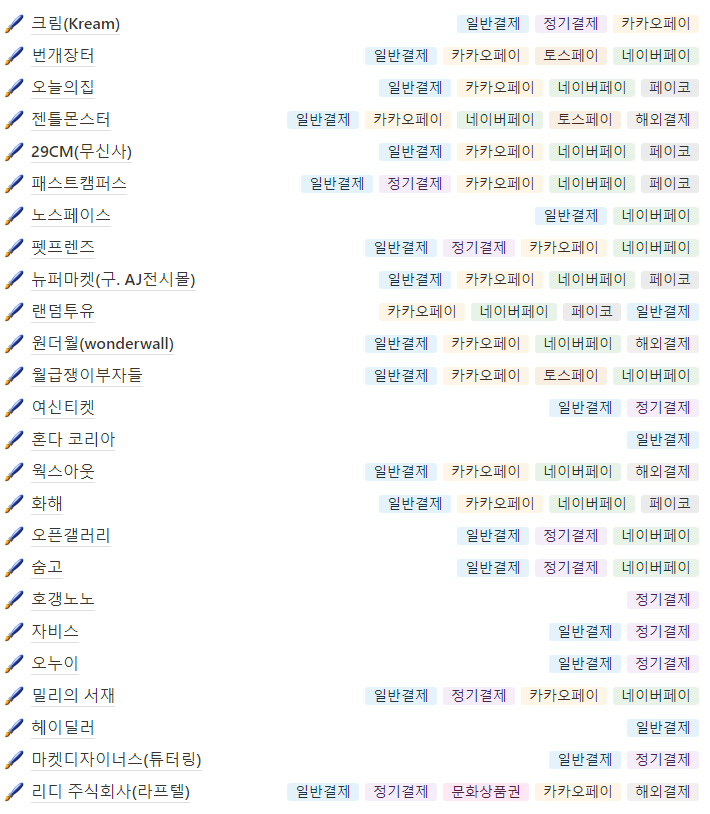 크림(Kream) 일반결제 정기결제 카카오페이
번개장터 일반결제 카카오페이 토스페이 네이버페이
오늘의집 일반결제 카카오페이 네이버페이 페이코
젠틀몬스터 일반결제 카카오페이 네이버페이 토스페이 해외결제
29CM(무신사) 일반결제 카카오페이 네이버페이 페이코
패스트캠퍼스 일반결제 정기결제 카카오페이 네이버페이 페이코
노스페이스 일반결제 네이버페이
펫프렌즈 일반결제 정기결제 카카오페이 네이버페이
뉴퍼마켓(구. AJ전시몰) 일반결제 카카오페이 네이버페이 페이코
랜덤투유 카카오페이 네이버페이 페이코 일반결제
원더월(wonderwall) 일반결제 카카오페이 네이버페이 해외결제
월급쟁이부자들 일반결제 카카오페이 토스페이 네이버페이
여신티켓 일반결제 정기결제
혼다 코리아 일반결제
웍스아웃 일반결제 카카오페이 네이버페이 해외결제
화해 일반결제 카카오페이 네이버페이 페이코
오픈갤러리 일반결제 정기결제 네이버페이
숨고 일반결제 정기결제 네이버페이
호갱노노 정기결제
자비스 일반결제 정기결제
오누이 일반결제 정기결제
밀리의 서재 일반결제 정기결제 카카오페이 네이버페이
헤이딜러 일반결제
마켓디자이너스(튜터링) 일반결제 정기결제
리디 주식회사(라프텔) 일반결제 정기결제 문화상품권 카카오페이 해외결제